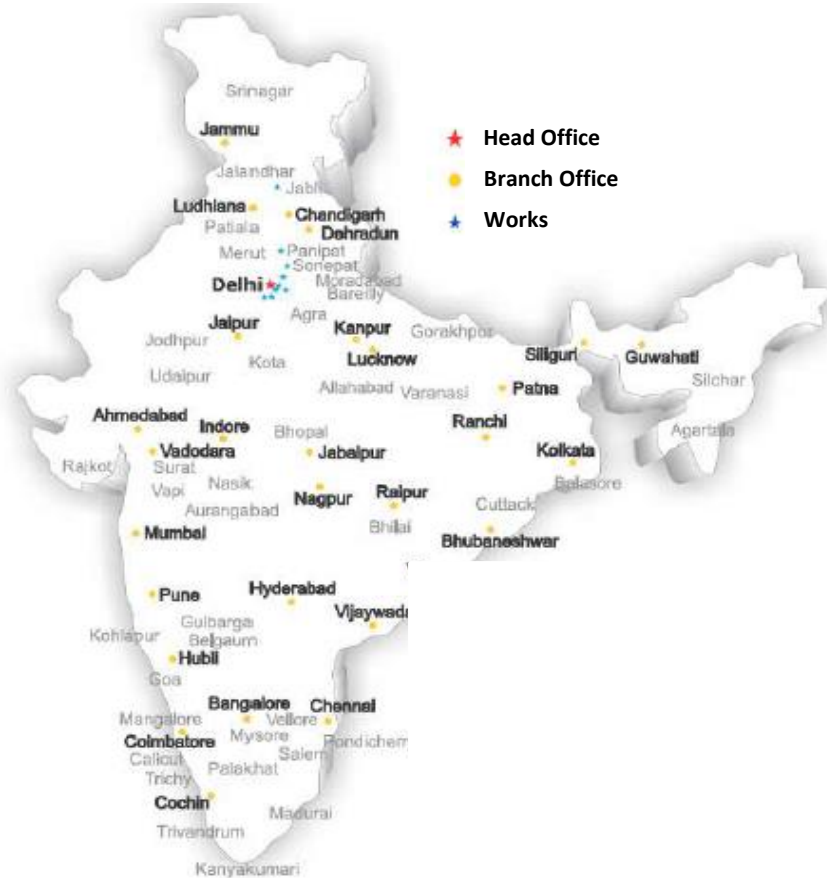 Srinagar
Jammu
Head Office
Jalandhar
Branch Office
Jabli
Ludhiana
Chandigarh
Works
Patiala
Dehradun
Merut
Panipat
Sonepat
Delhi
Moradabad
Bareilly
Agra
Jaipur
Kanpur
Gorakhpor
Jodhpur
Lucknow
Siliguri
Guwahati
Kota
Udaipur
Silchar
Allahabad
Varanasi
Patna
Ahmedabad
Indore
Bhopal
Ranchi
Agartala
Vadodara
Jabalpur
Kolkata
Rajkot
Surat
Nasik
Balasore
Vapi
Nagpur
Raipur
Aurangabad
Cuttack
Bhilai
Mumbai
Bhubaneshwar
Hyderabad
Pune
Vijaywada
Gulbarga
Kohlapur
Belgaum
Hubli
Goa
Bangalore
Chennai
Mangalore
Vellore
Coimbatore
Mysore
Pondicherri
Calicut
Salem
Palakhat
Trichy
Cochin
Madurai
Trivandrum
Kanyakumari